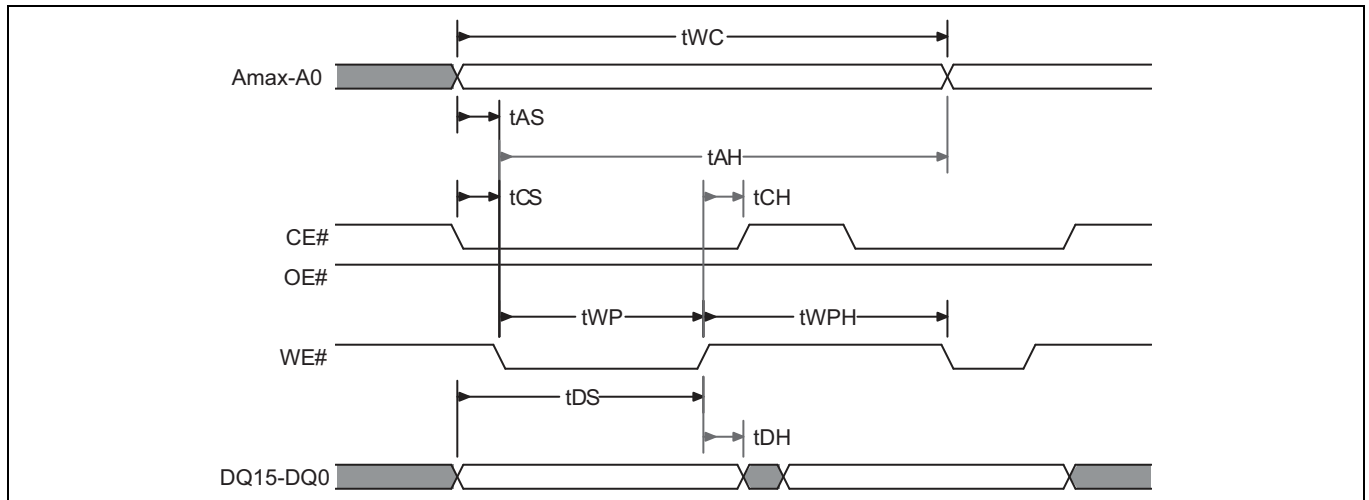 tWC
Amax-A0
tAS
tAH
tCS
tCH
CE#
OE#
tWP
tWPH
WE#
tDS
tDH
DQ15-DQ0